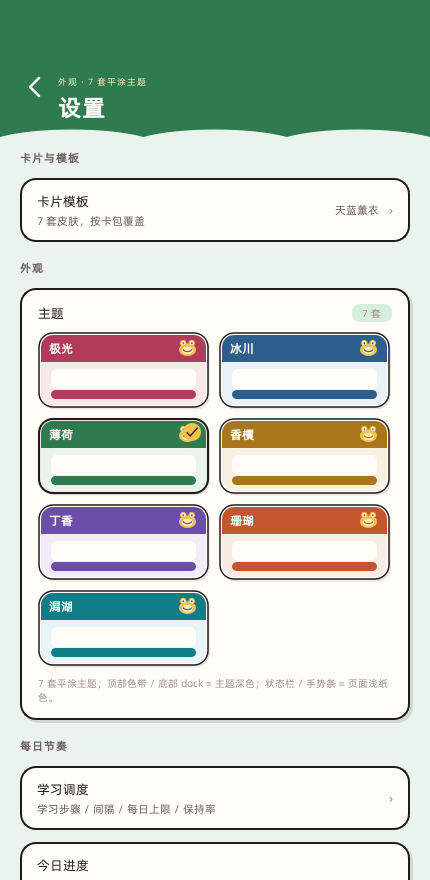 外观 · 7 套平涂主题
设置
卡片与模板
卡片模板
7 套皮肤，按卡包覆盖
天蓝薰衣 ›
外观
主题
7 套
极光
冰川
薄荷
香檟
丁香
珊瑚
潟湖
7 套平涂主题；顶部色带 / 底部 dock = 主题深色；状态栏 / 手势条 = 页面浅纸
色。
每日节奏
学习调度
学习步骤 / 间隔 / 每日上限 / 保持率
›
今日进度